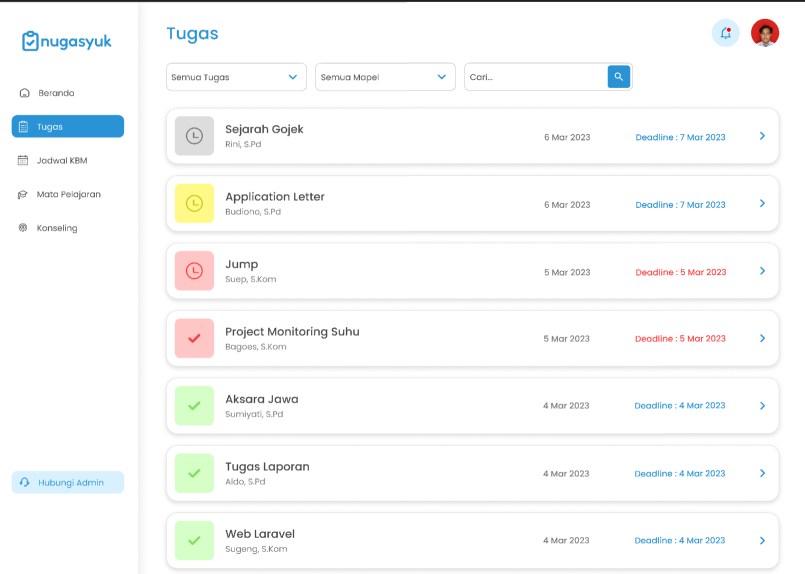 nugasyuk
Tugas
Semua Tugas
Semua Mapel
Cari...
Beranda
Tugas
Jadwal KBM
Mata Pelajaran
Konseling
Hubungi Admin
Sejarah Gojek
Rini, S.Pd
6 Mar 2023
Deadline : 7 Mar 2023
Application Letter
Budiono, S.Pd
6 Mar 2023
Deadline : 7 Mar 2023
Jump
Suep, S.Kom
5 Mar 2023
Deadline : 5 Mar 2023
Project Monitoring Suhu
Bagoes, S.Kom
5 Mar 2023
Deadline : 5 Mar 2023
Aksara Jawa
Sumiyati, S.Pd
4 Mar 2023
Deadline : 4 Mar 2023
Tugas Laporan
Aldo, S.Pd
4 Mar 2023
Deadline : 4 Mar 2023
Web Laravel
Sugeng, S.Kom
4 Mar 2023
Deadline : 4 Mar 2023